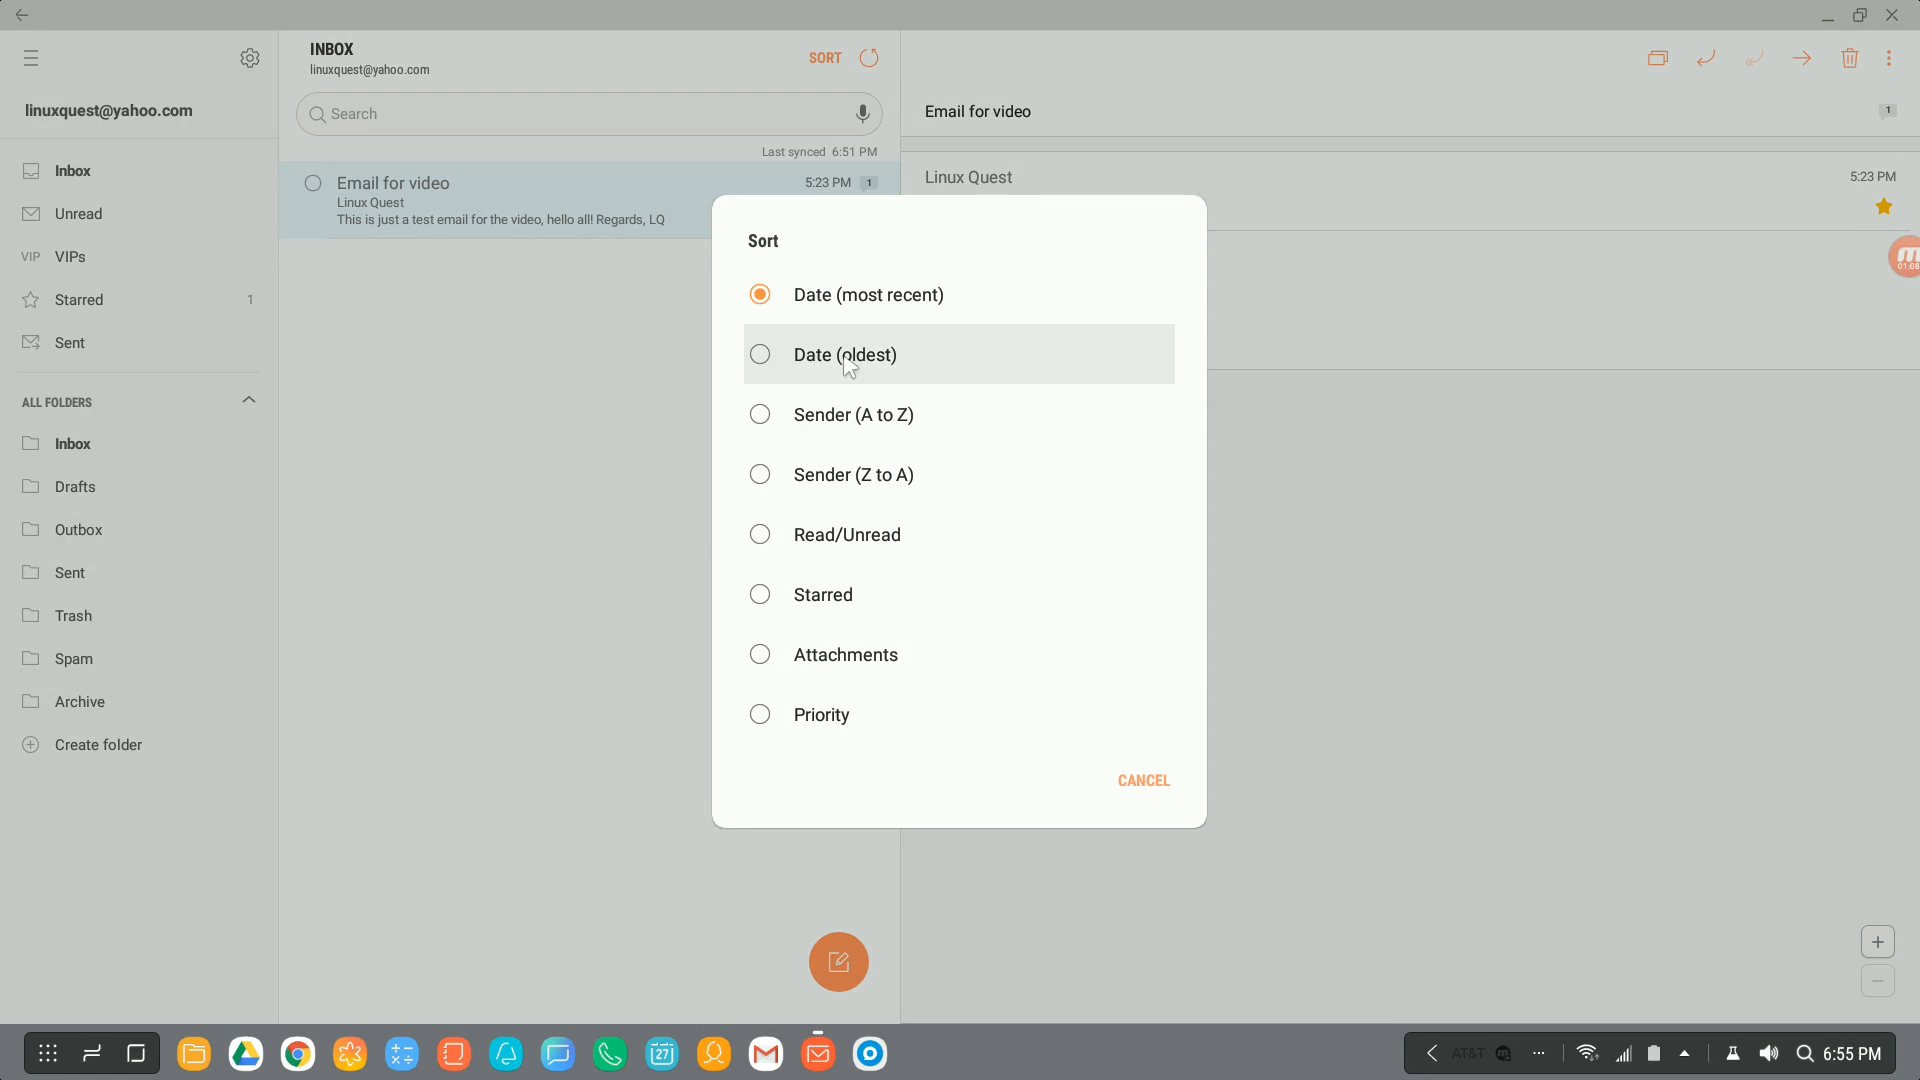 INBOX
linuxquest@yahoo.com
SORT
linuxquest@yahoo.com
Search
Email for video
1
Last synced 6:51 PM
Inbox
Unread
VIP VIPs
Starred 1
Sent
ALL FOLDERS
Inbox
Drafts
Outbox
Sent
Trash
Spam
Archive
Create folder
Email for video 5:23 PM 1
Linux Quest
This is just a test email for the video, hello all! Regards, LQ
Linux Quest 5:23 PM
01:08
Sort
Date (most recent)
Date (oldest)
Sender (A to Z)
Sender (Z to A)
Read/Unread
Starred
Attachments
Priority
CANCEL
27
AT&T
6:55 PM